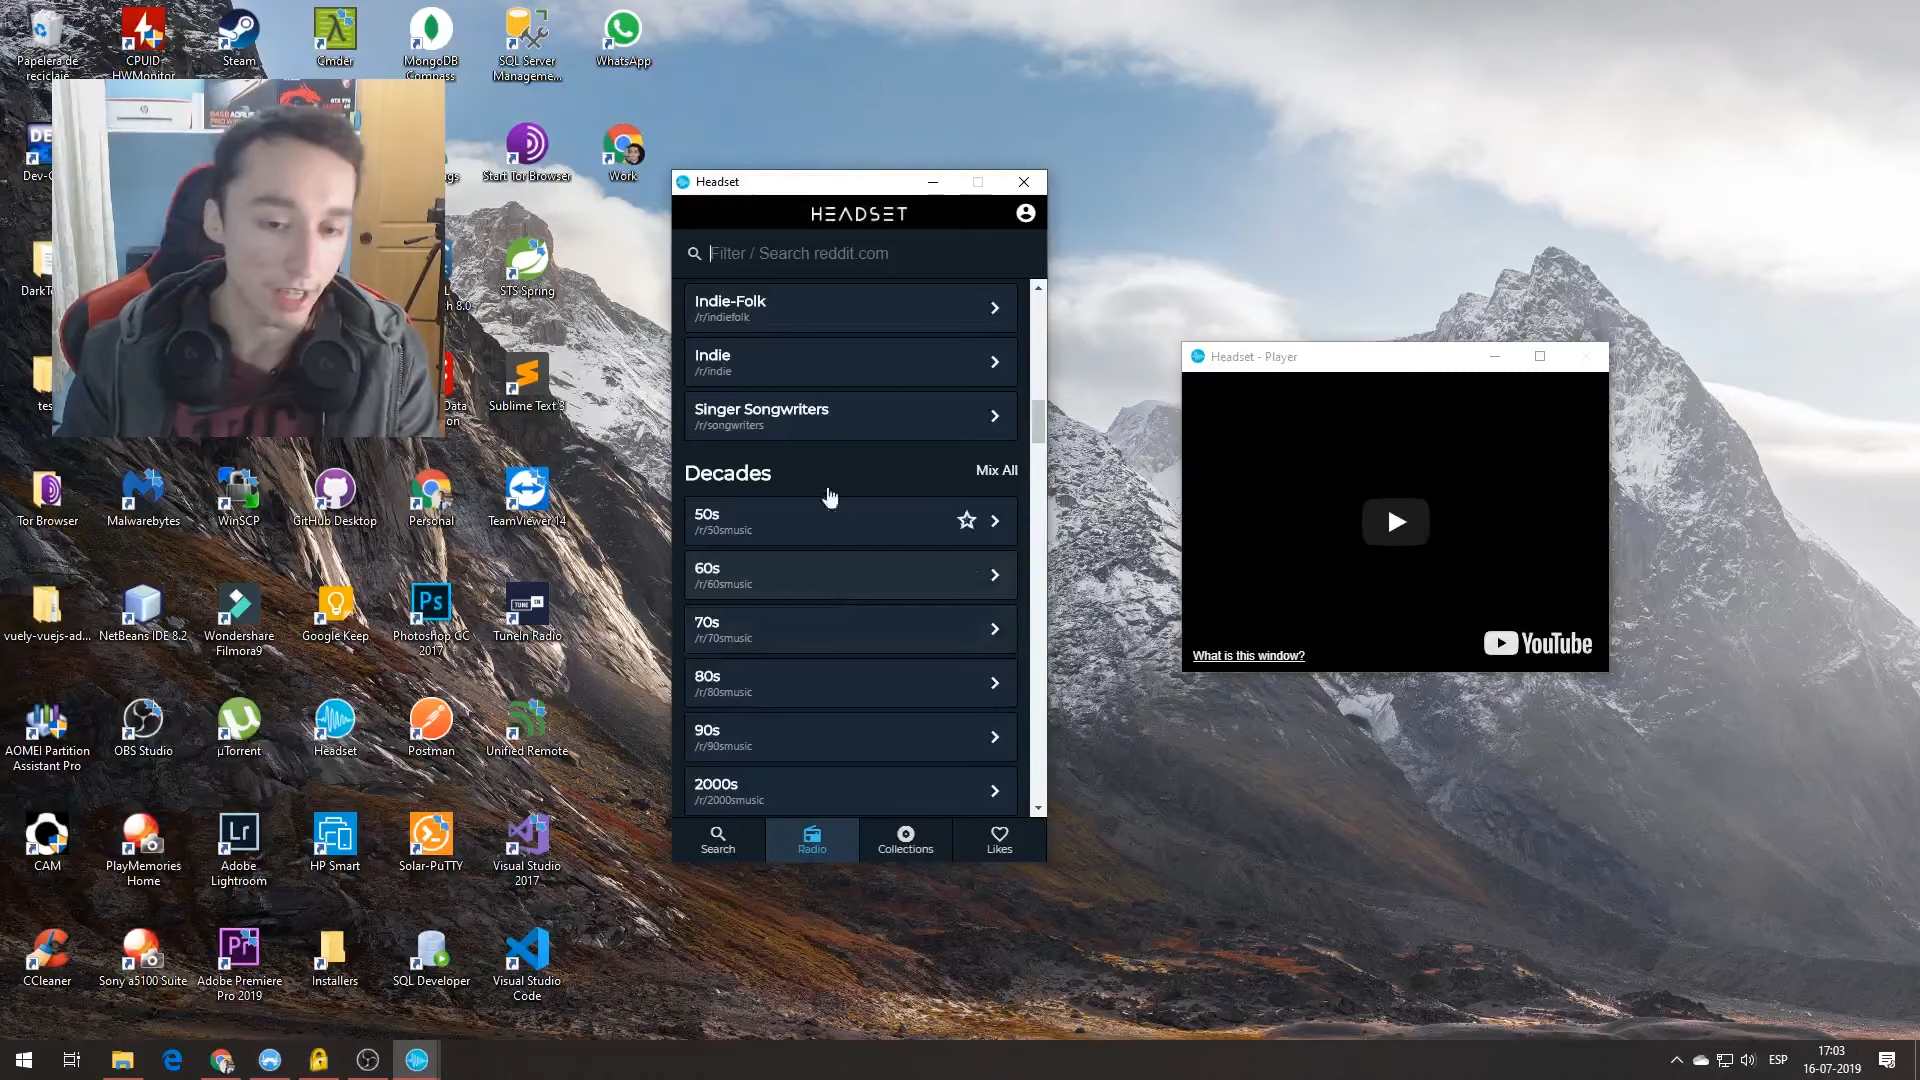 Papelera de
reciclaje
CPUID
HWMonitor
Steam
Cmder
MongoDB
Compass
SQL Server
Manageme...
WhatsApp
Start Tor Browser
Work
STS Spring
Sublime Text 3
Tor Browser
Malwarebytes
WinSCP
GitHub Desktop
Personal
TeamViewer 14
vuely-vuejs-ad...
NetBeans IDE 8.2
Wondershare
Filmora9
Google Keep
Photoshop CC
2017
TuneIn Radio
AOMEI Partition
Assistant Pro
OBS Studio
µTorrent
Headset
Postman
Unified Remote
CAM
PlayMemories
Home
Adobe
Lightroom
HP Smart
Solar-PuTTY
Visual Studio
2017
CCleaner
Sony a5100 Suite
Adobe Premiere
Pro 2019
Installers
SQL Developer
Visual Studio
Code
Headset
HEADSET
Filter / Search reddit.com
Indie-Folk
/r/indiefolk
Indie
/r/indie
Singer Songwriters
/r/songwriters
Decades
Mix All
50s
/r/50smusic
60s
/r/60smusic
70s
/r/70smusic
80s
/r/80smusic
90s
/r/90smusic
2000s
/r/2000smusic
Search
Radio
Collections
Likes
Headset - Player
What is this window?
YouTube
ESP
17:03
16-07-2019